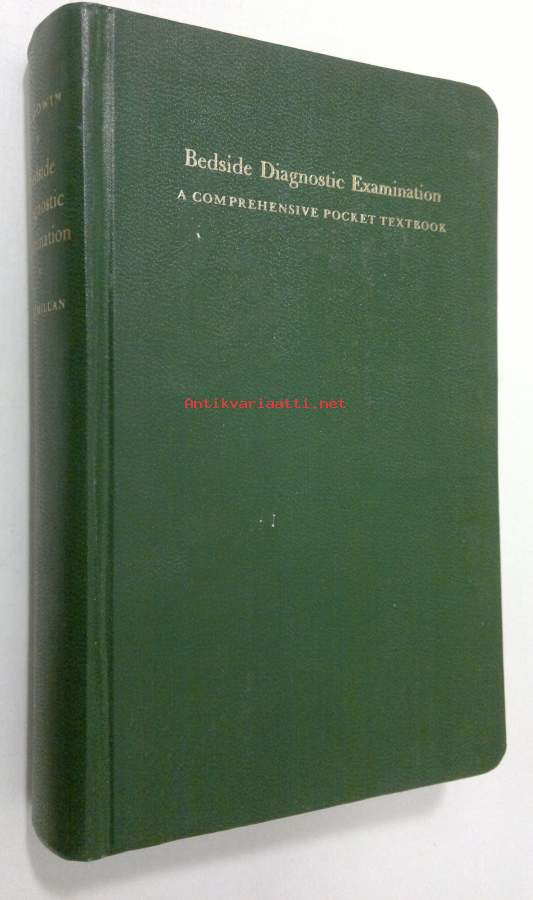 Bedside Diagnostic Examination
A COMPREHENSIVE POCKET TEXTBOOK
Antikvariaatti.net